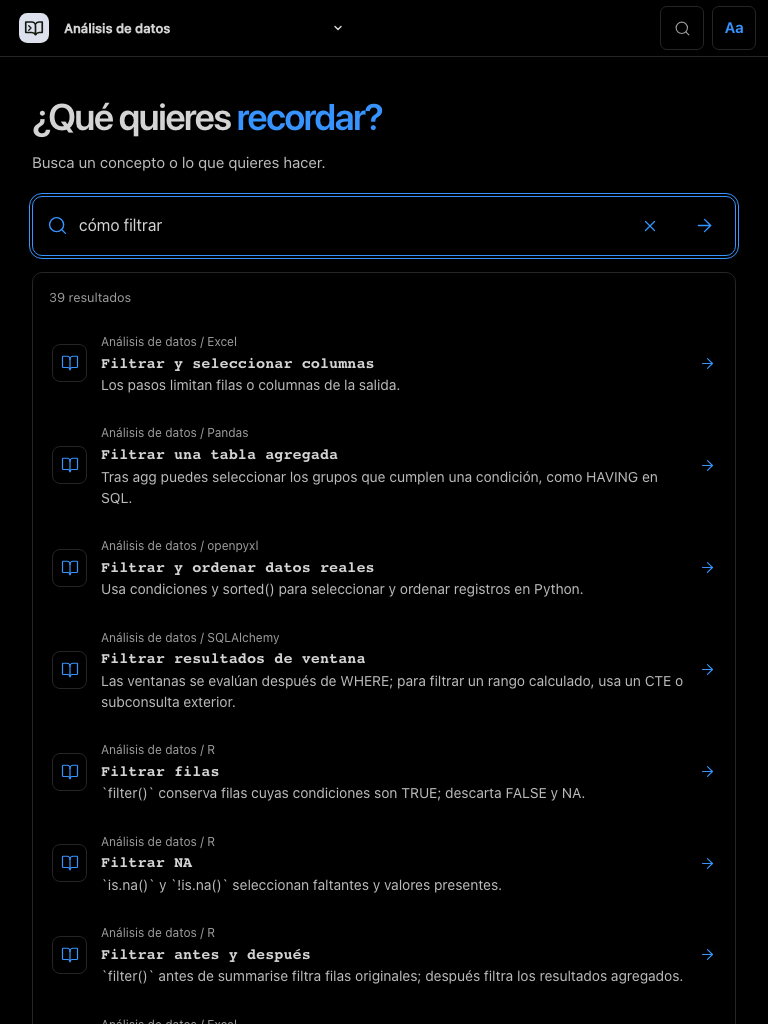 Análisis de datos
Aa
¿Qué quieres recordar?
Busca un concepto o lo que quieres hacer.
cómo filtrar
39 resultados
Análisis de datos / Excel
Filtrar y seleccionar columnas
Los pasos limitan filas o columnas de la salida.
Análisis de datos / Pandas
Filtrar una tabla agregada
Tras agg puedes seleccionar los grupos que cumplen una condición, como HAVING en
SQL.
Análisis de datos / openpyxl
Filtrar y ordenar datos reales
Usa condiciones y sorted() para seleccionar y ordenar registros en Python.
Análisis de datos / SQLAlchemy
Filtrar resultados de ventana
Las ventanas se evalúan después de WHERE; para filtrar un rango calculado, usa un CTE o
subconsulta exterior.
Análisis de datos / R
Filtrar filas
`filter()` conserva filas cuyas condiciones son TRUE; descarta FALSE y NA.
Análisis de datos / R
Filtrar NA
`is.na()` y `!is.na()` seleccionan faltantes y valores presentes.
Análisis de datos / R
Filtrar antes y después
`filter()` antes de summarise filtra filas originales; después filtra los resultados agregados.
Análisis de datos / Excel